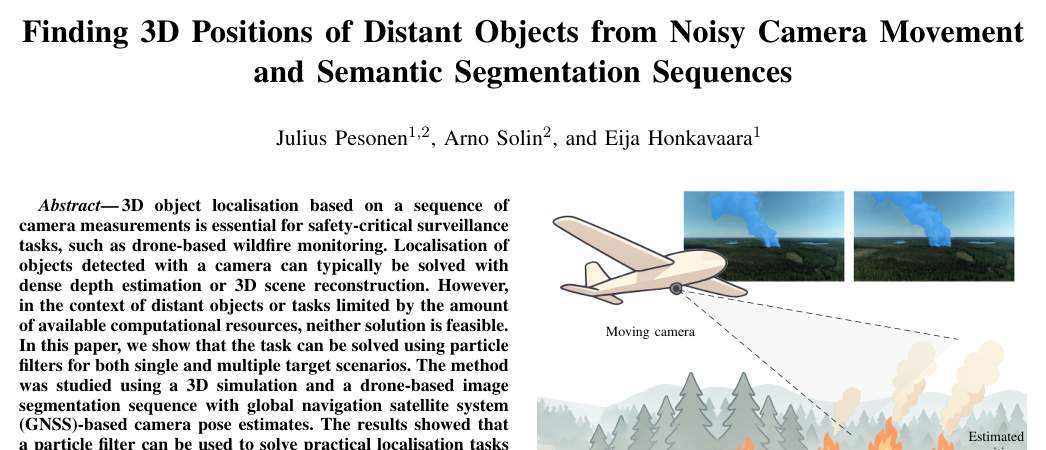 Finding 3D Positions of Distant Objects from Noisy Camera Movement
and Semantic Segmentation Sequences
Julius Pesonen1,2, Arno Solin2, and Eija Honkavaara1
Abstract—3D object localisation based on a sequence of
camera measurements is essential for safety-critical surveillance
tasks, such as drone-based wildfire monitoring. Localisation of
objects detected with a camera can typically be solved with
dense depth estimation or 3D scene reconstruction. However,
in the context of distant objects or tasks limited by the amount
of available computational resources, neither solution is feasible.
In this paper, we show that the task can be solved using particle
filters for both single and multiple target scenarios. The method
was studied using a 3D simulation and a drone-based image
segmentation sequence with global navigation satellite system
(GNSS)-based camera pose estimates. The results showed that
a particle filter can be used to solve practical localisation tasks
Moving camera
Estimated